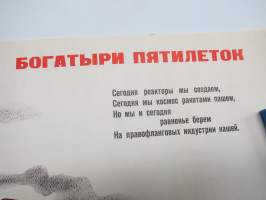 БОГАТЫРИ ПЯТИЛЕТОК
Сегодня реакторы мы создаем,
Сегодня мы космос ракетами пашем,
Но мы и сегодня
равненье берем
На правофланговых индустрии нашей.